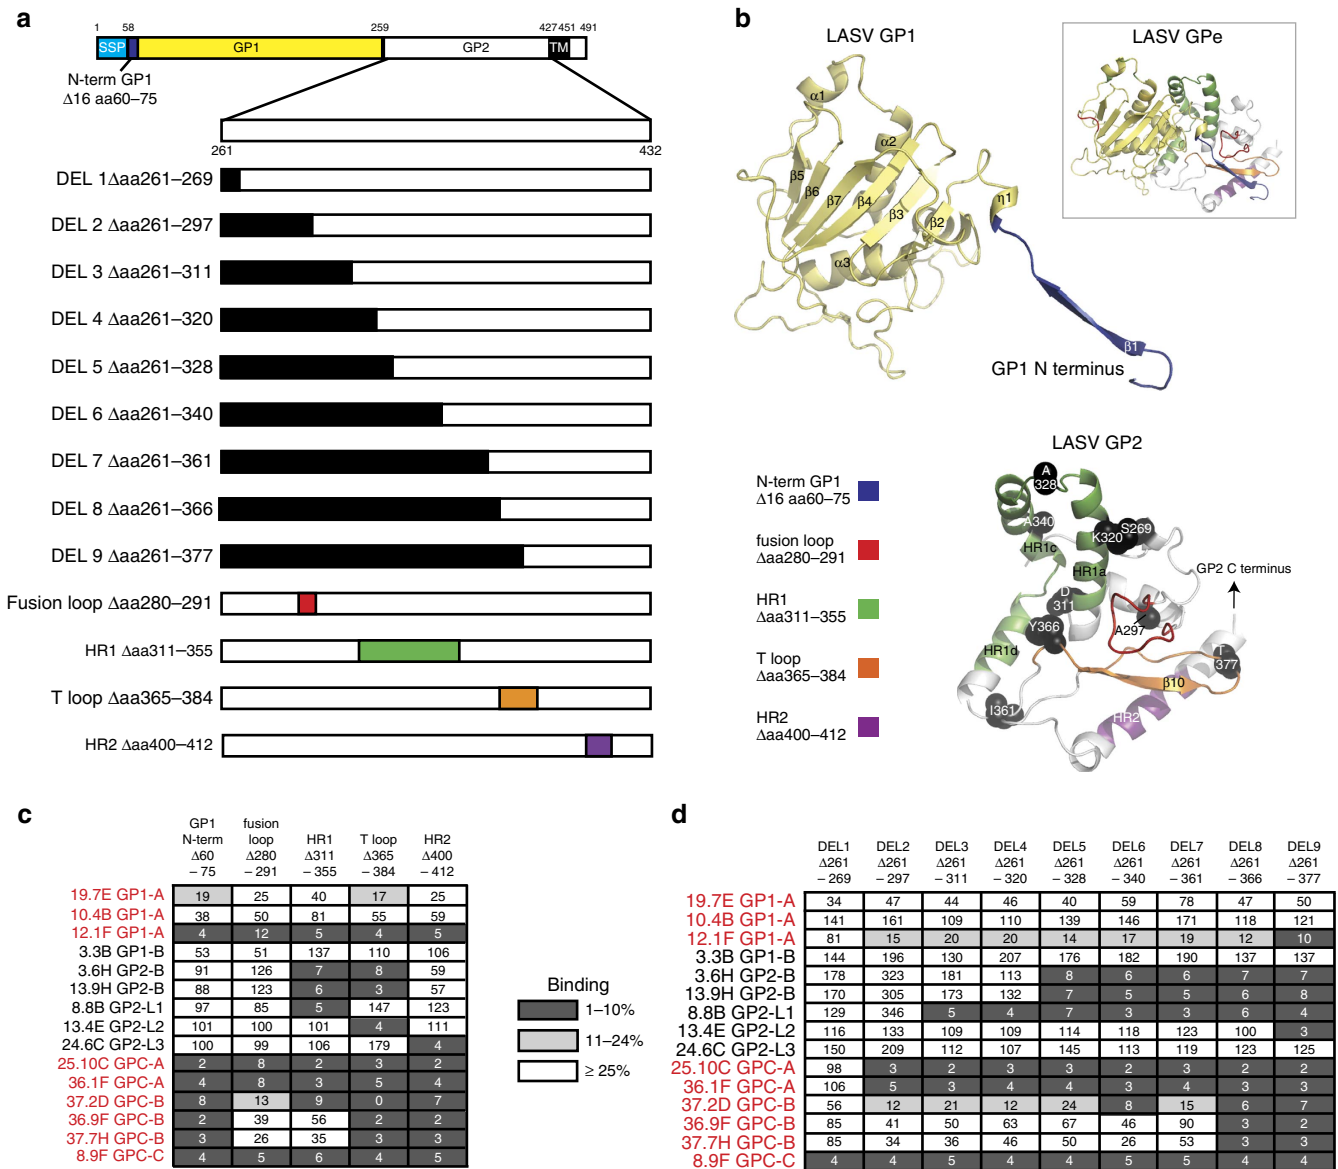 a
1 58 259 427 451 491
SSP GP1 GP2 TM
N-term GP1
Δ16 aa60–75
261 432
DEL 1Δaa261–269
DEL 2 Δaa261–297
DEL 3 Δaa261–311
DEL 4 Δaa261–320
DEL 5 Δaa261–328
DEL 6 Δaa261–340
DEL 7 Δaa261–361
DEL 8 Δaa261–366
DEL 9 Δaa261–377
Fusion loop Δaa280–291
HR1 Δaa311–355
T loop Δaa365–384
HR2 Δaa400–412
b
LASV GP1
α1
α2
β5
β6
β7
β4
β3
β2
η1
α3
β1
GP1 N terminus
LASV GPe
LASV GP2
N-term GP1
Δ16 aa60–75
fusion loop
Δaa280–291
HR1
Δaa311–355
T loop
Δaa365–384
HR2
Δaa400–412
A
328
A340
K320
S269
HR1c
HR1a
GP2 C terminus
D
311
Y366
A297
HR1d
T
377
β10
I361
HR2
c
GP1
N-term
Δ60
– 75
fusion
loop
Δ280
– 291
HR1
Δ311
– 355
T loop
Δ365
– 384
HR2
Δ400
– 412
19.7E GP1-A 19 25 40 17 25
10.4B GP1-A 38 50 81 55 59
12.1F GP1-A 4 12 5 4 5
3.3B GP1-B 53 51 137 110 106
3.6H GP2-B 91 126 7 8 59
13.9H GP2-B 88 123 6 3 57
8.8B GP2-L1 97 85 5 147 123
13.4E GP2-L2 101 100 101 4 111
24.6C GP2-L3 100 99 106 179 4
25.10C GPC-A 2 8 2 3 2
36.1F GPC-A 4 8 3 5 4
37.2D GPC-B 8 13 9 0 7
36.9F GPC-B 2 39 56 2 2
37.7H GPC-B 3 26 35 3 3
8.9F GPC-C 4 5 6 4 5
Binding
1–10%
11–24%
≥ 25%
d
DEL1 DEL2 DEL3 DEL4 DEL5 DEL6 DEL7 DEL8 DEL9
Δ261 Δ261 Δ261 Δ261 Δ261 Δ261 Δ261 Δ261 Δ261
– 269 – 297 – 311 – 320 – 328 – 340 – 361 – 366 – 377
19.7E GP1-A 34 47 44 46 40 59 78 47 50
10.4B GP1-A 141 161 109 110 139 146 171 118 121
12.1F GP1-A 81 15 20 20 14 17 19 12 10
3.3B GP1-B 144 196 130 207 176 182 190 137 137
3.6H GP2-B 178 323 181 113 8 6 6 7 7
13.9H GP2-B 170 305 173 132 7 5 5 6 8
8.8B GP2-L1 129 346 5 4 7 3 3 6 4
13.4E GP2-L2 116 133 109 109 114 118 123 100 3
24.6C GP2-L3 150 209 112 107 145 113 119 123 125
25.10C GPC-A 98 3 2 3 3 2 3 2 2
36.1F GPC-A 106 5 3 4 4 3 4 3 3
37.2D GPC-B 56 12 21 12 24 8 15 6 7
36.9F GPC-B 85 41 50 63 67 46 90 3 2
37.7H GPC-B 85 34 36 46 50 26 53 3 3
8.9F GPC-C 4 4 5 4 4 5 5 4 4